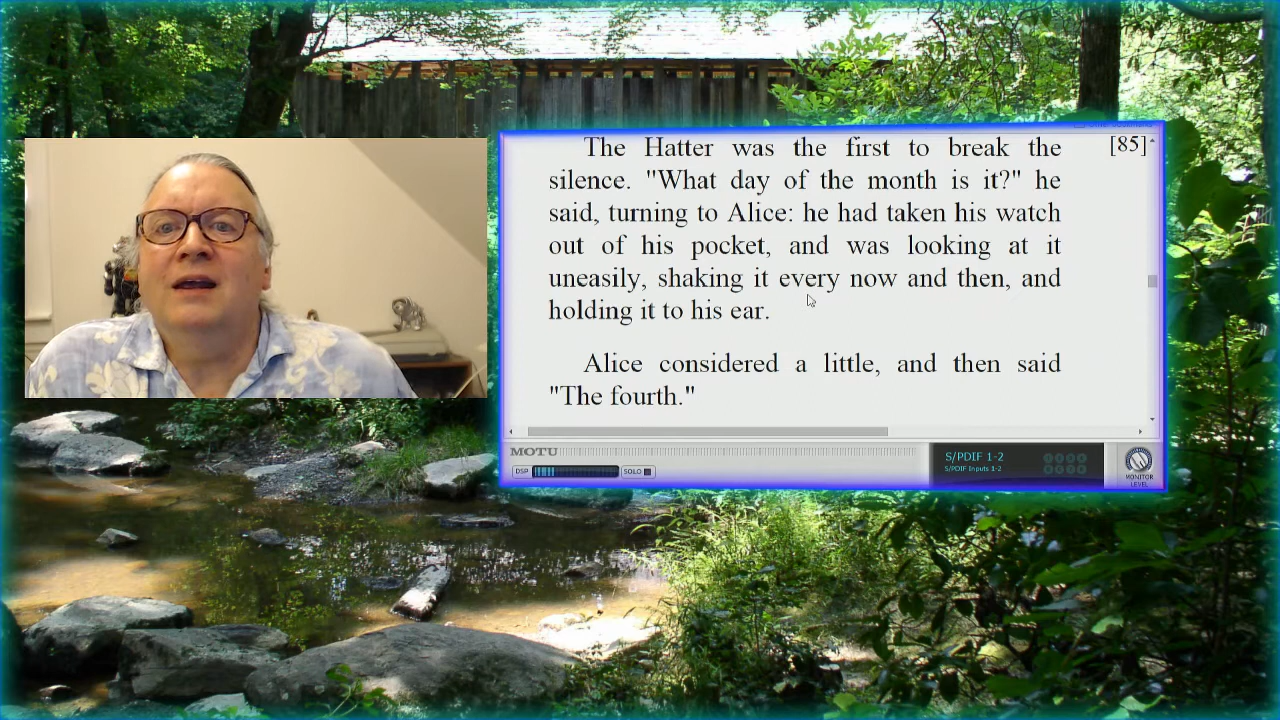 The Hatter was the first to break the
[85]
silence. "What day of the month is it?" he
said, turning to Alice: he had taken his watch
out of his pocket, and was looking at it
uneasily, shaking it every now and then, and
holding it to his ear.
Alice considered a little, and then said
"The fourth."
MOTU
DSP
SOLO
S/PDIF 1-2
S/PDIF Inputs 1-2
MONITOR
LEVEL